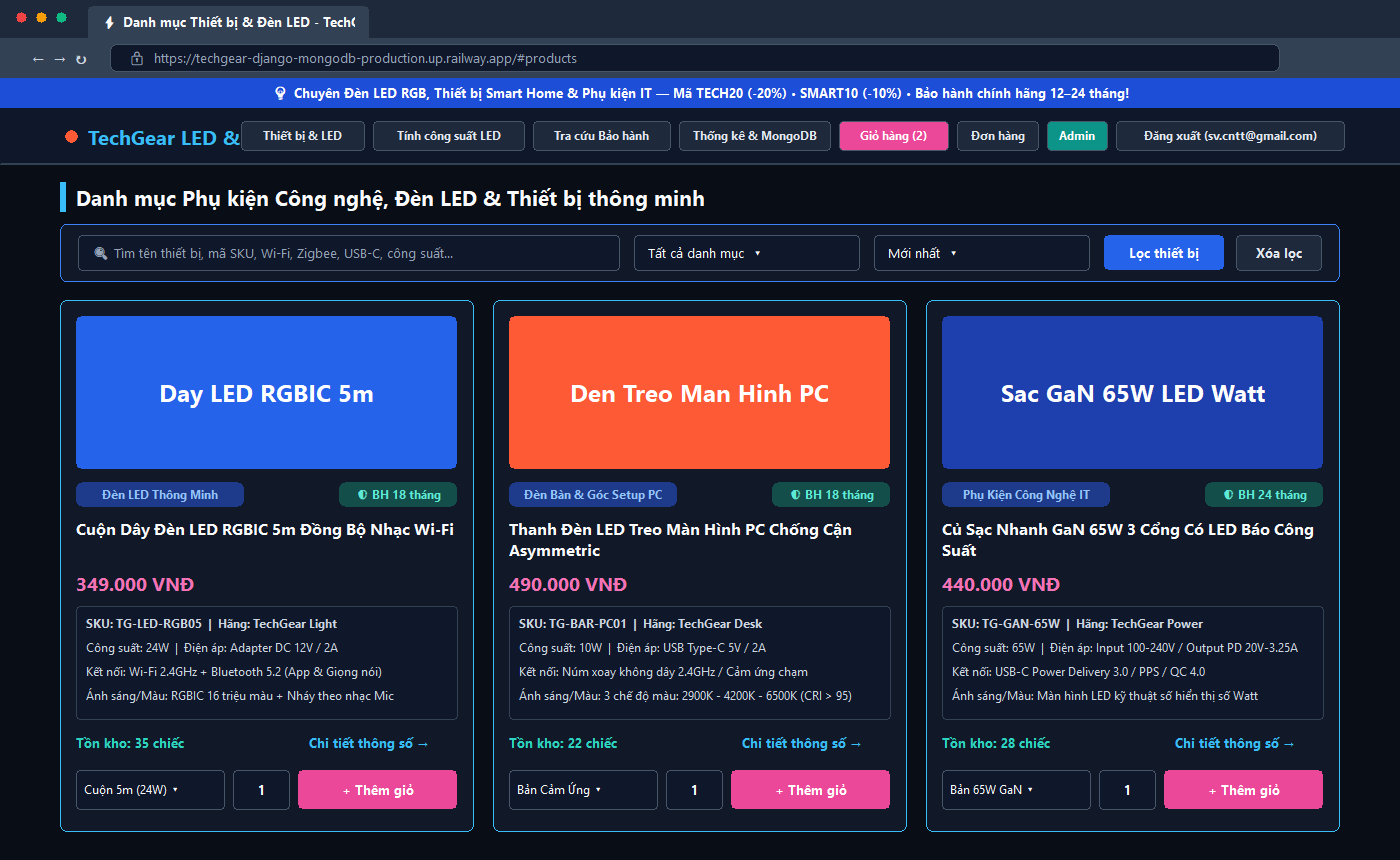 Danh mục Thiết bị & Đèn LED - TechG
https://techgear-django-mongodb-production.up.railway.app/#products
Chuyên Đèn LED RGB, Thiết bị Smart Home & Phụ kiện IT — Mã TECH20 (-20%) • SMART10 (-10%) • Bảo hành chính hãng 12–24 tháng!
TechGear LED &
Thiết bị & LED
Tính công suất LED
Tra cứu Bảo hành
Thống kê & MongoDB
Giỏ hàng (2)
Đơn hàng
Admin
Đăng xuất (sv.cntt@gmail.com)
Danh mục Phụ kiện Công nghệ, Đèn LED & Thiết bị thông minh
Tìm tên thiết bị, mã SKU, Wi-Fi, Zigbee, USB-C, công suất...
Tất cả danh mục ▾
Mới nhất ▾
Lọc thiết bị
Xóa lọc
Day LED RGBIC 5m
Đèn LED Thông Minh
BH 18 tháng
Cuộn Dây Đèn LED RGBIC 5m Đồng Bộ Nhạc Wi-Fi
349.000 VNĐ
SKU: TG-LED-RGB05 | Hãng: TechGear Light
Công suất: 24W | Điện áp: Adapter DC 12V / 2A
Kết nối: Wi-Fi 2.4GHz + Bluetooth 5.2 (App & Giọng nói)
Ánh sáng/Màu: RGBIC 16 triệu màu + Nháy theo nhạc Mic
Tồn kho: 35 chiếc
Chi tiết thông số →
Cuộn 5m (24W) ▾
1
+ Thêm giỏ
Den Treo Man Hinh PC
Đèn Bàn & Góc Setup PC
BH 18 tháng
Thanh Đèn LED Treo Màn Hình PC Chống Cận
Asymmetric
490.000 VNĐ
SKU: TG-BAR-PC01 | Hãng: TechGear Desk
Công suất: 10W | Điện áp: USB Type-C 5V / 2A
Kết nối: Núm xoay không dây 2.4GHz / Cảm ứng chạm
Ánh sáng/Màu: 3 chế độ màu: 2900K - 4200K - 6500K (CRI > 95)
Tồn kho: 22 chiếc
Chi tiết thông số →
Bản Cảm Ứng ▾
1
+ Thêm giỏ
Sac GaN 65W LED Watt
Phụ Kiện Công Nghệ IT
BH 24 tháng
Củ Sạc Nhanh GaN 65W 3 Cổng Có LED Báo Công
Suất
440.000 VNĐ
SKU: TG-GAN-65W | Hãng: TechGear Power
Công suất: 65W | Điện áp: Input 100-240V / Output PD 20V-3.25A
Kết nối: USB-C Power Delivery 3.0 / PPS / QC 4.0
Ánh sáng/Màu: Màn hình LED kỹ thuật số hiển thị số Watt
Tồn kho: 28 chiếc
Chi tiết thông số →
Bản 65W GaN ▾
1
+ Thêm giỏ